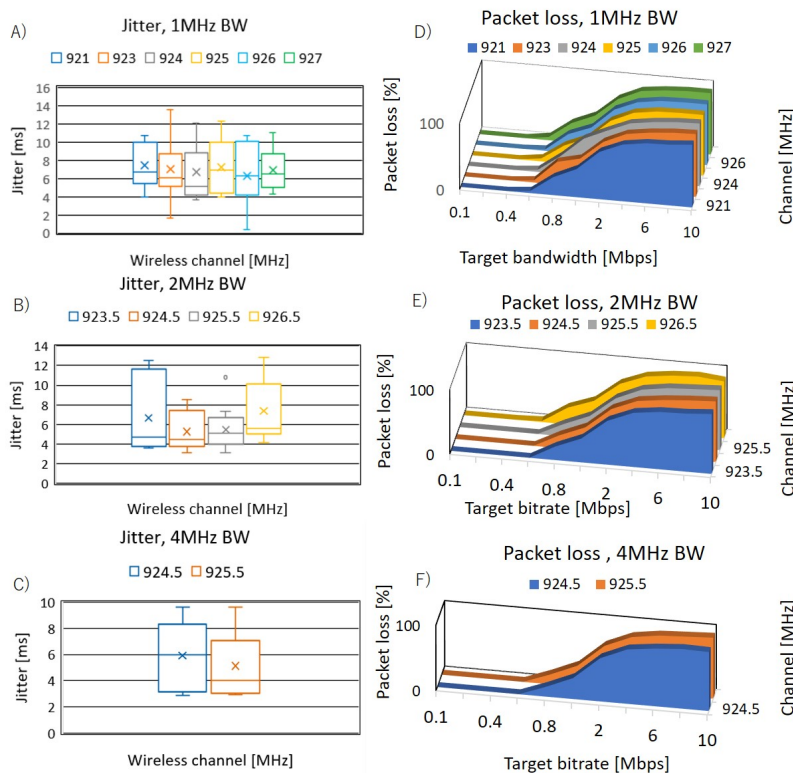 A)
Jitter, 1MHz BW
921 923 924 925 926 927
Jitter [ms]
16
14
12
10
8
6
4
2
0
Wireless channel [MHz]
D)
Packet loss, 1MHz BW
921 923 924 925 926 927
Packet loss [%]
100
0
0.1 0.4 0.8 2 6 10
Target bandwidth [Mbps]
926
924
921
Channel [MHz]
B)
Jitter, 2MHz BW
923.5 924.5 925.5 926.5
Jitter [ms]
14
12
10
8
6
4
2
0
Wireless channel [MHz]
E)
Packet loss, 2MHz BW
923.5 924.5 925.5 926.5
Packet loss [%]
100
0
0.1 0.4 0.8 2 6 10
Target bitrate [Mbps]
925.5
923.5
Channel [MHz]
C)
Jitter, 4MHz BW
924.5 925.5
Jitter [ms]
10
8
6
4
2
0
Wireless channel [MHz]
F)
Packet loss , 4MHz BW
924.5 925.5
Packet loss [%]
100
0
0.1 0.4 0.8 2 6 10
Target bitrate [Mbps]
924.5
Channel [MHz]